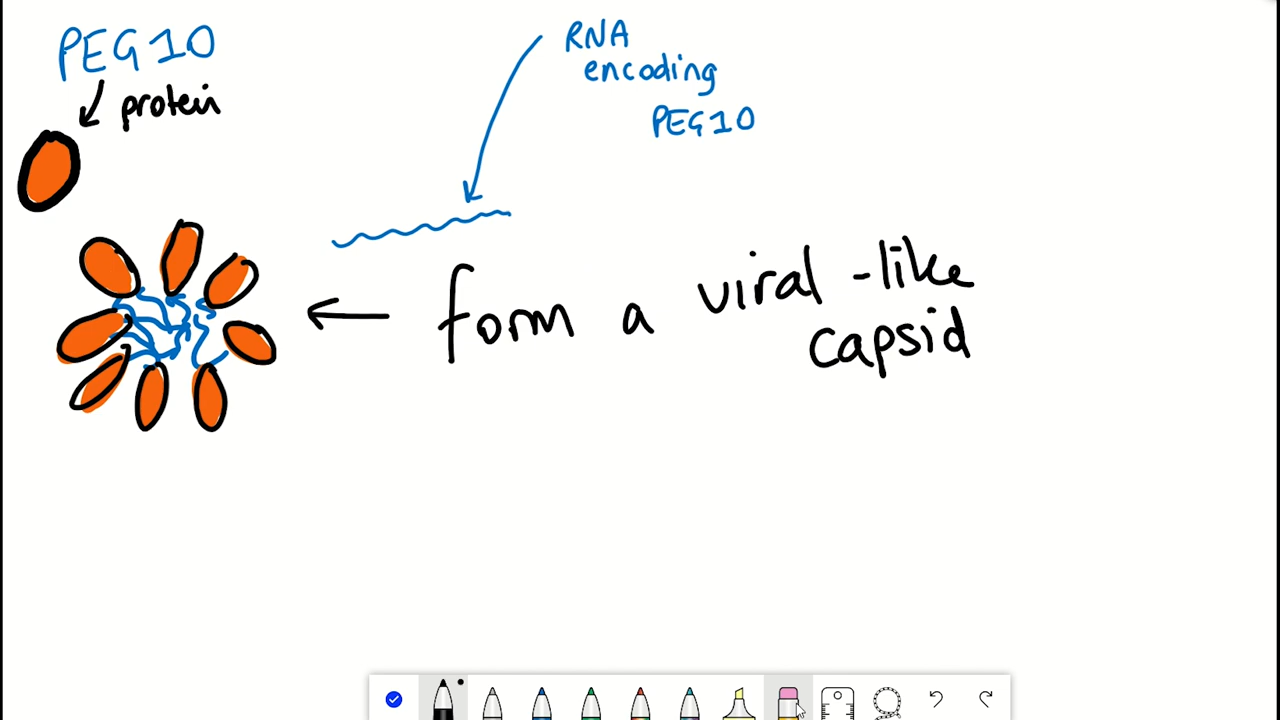 PEG10
protein
RNA
encoding
PEG10
form a viral-like
capsid